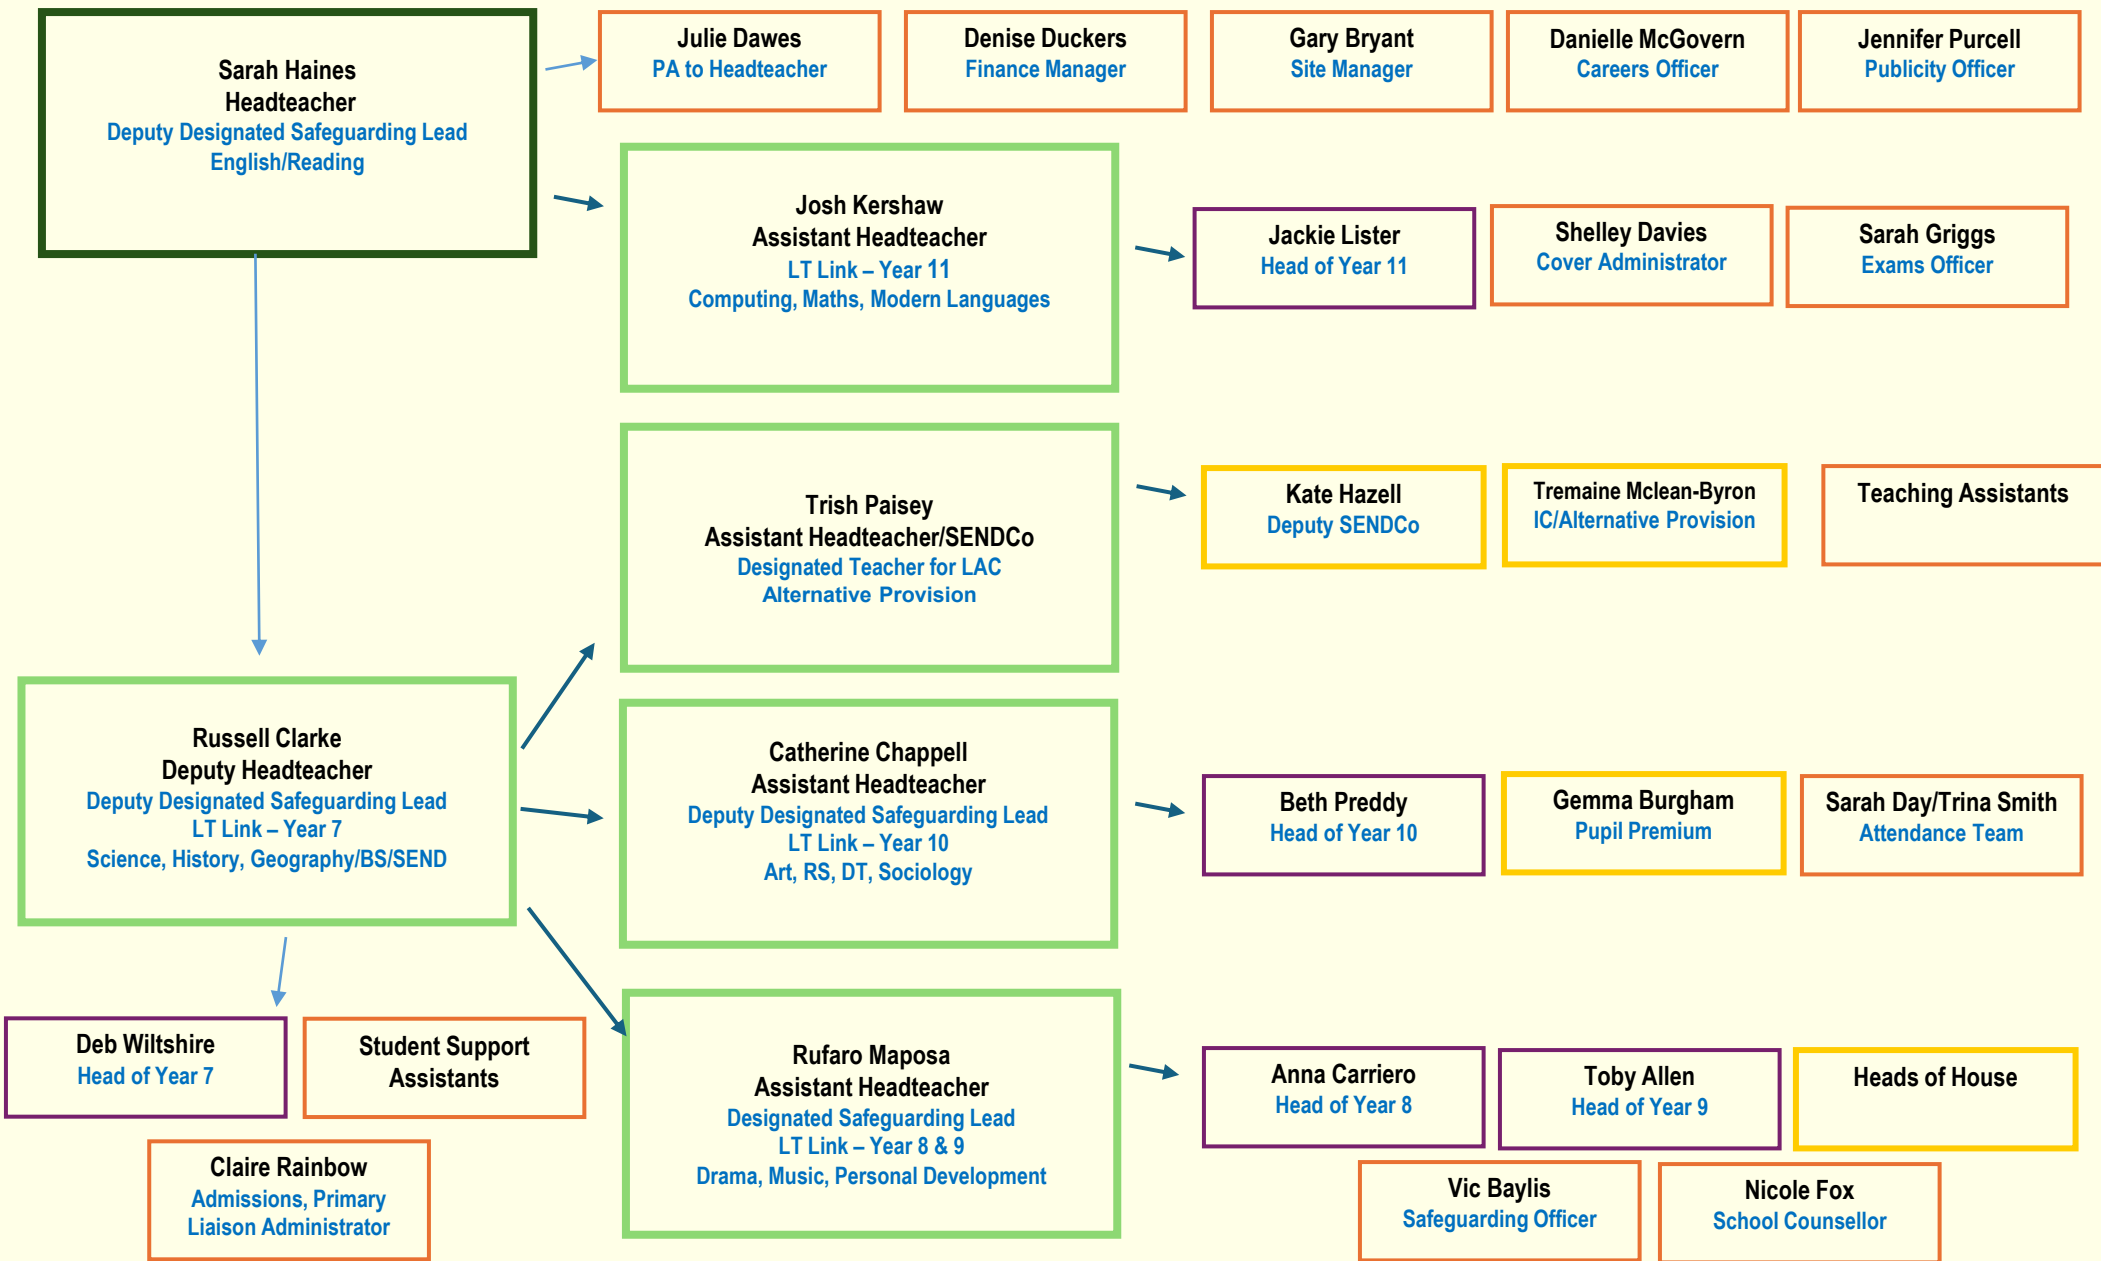 Sarah Haines
Headteacher
Deputy Designated Safeguarding Lead
English/Reading
Julie Dawes
PA to Headteacher
Denise Duckers
Finance Manager
Gary Bryant
Site Manager
Danielle McGovern
Careers Officer
Jennifer Purcell
Publicity Officer
Josh Kershaw
Assistant Headteacher
LT Link – Year 11
Computing, Maths, Modern Languages
Jackie Lister
Head of Year 11
Shelley Davies
Cover Administrator
Sarah Griggs
Exams Officer
Trish Paisey
Assistant Headteacher/SENDCo
Designated Teacher for LAC
Alternative Provision
Kate Hazell
Deputy SENDCo
Tremaine Mclean-Byron
IC/Alternative Provision
Teaching Assistants
Russell Clarke
Deputy Headteacher
Deputy Designated Safeguarding Lead
LT Link – Year 7
Science, History, Geography/BS/SEND
Catherine Chappell
Assistant Headteacher
Deputy Designated Safeguarding Lead
LT Link – Year 10
Art, RS, DT, Sociology
Beth Preddy
Head of Year 10
Gemma Burgham
Pupil Premium
Sarah Day/Trina Smith
Attendance Team
Deb Wiltshire
Head of Year 7
Student Support
Assistants
Claire Rainbow
Admissions, Primary
Liaison Administrator
Rufaro Maposa
Assistant Headteacher
Designated Safeguarding Lead
LT Link – Year 8 & 9
Drama, Music, Personal Development
Anna Carriero
Head of Year 8
Toby Allen
Head of Year 9
Heads of House
Vic Baylis
Safeguarding Officer
Nicole Fox
School Counsellor